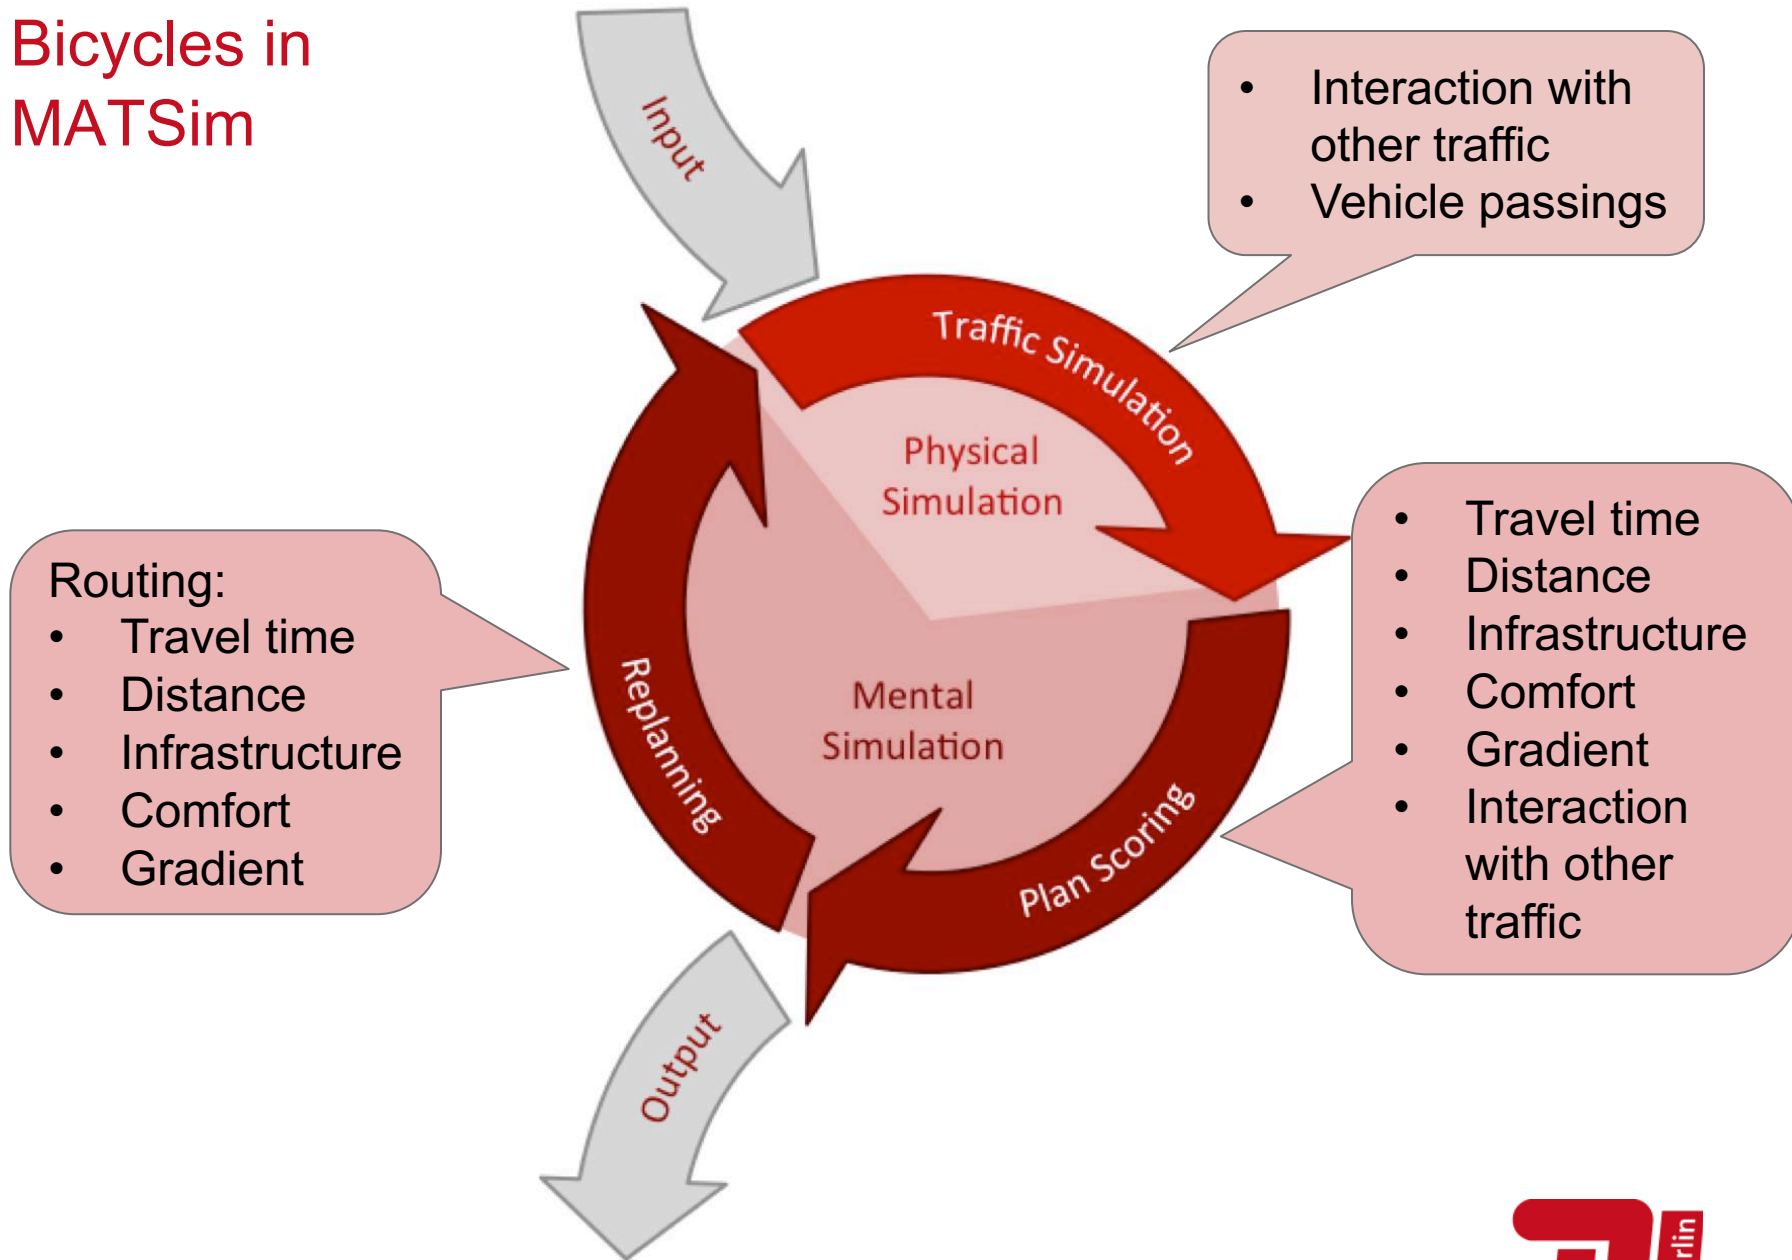 Bicycles in
MATSim
Input
• Interaction with
other traffic
• Vehicle passings
Traffic Simulation
Physical
Simulation
• Travel time
• Distance
• Infrastructure
• Comfort
• Gradient
• Interaction
with other
traffic
Routing:
• Travel time
• Distance
• Infrastructure
• Comfort
• Gradient
Replanning
Mental
Simulation
Plan Scoring
Output